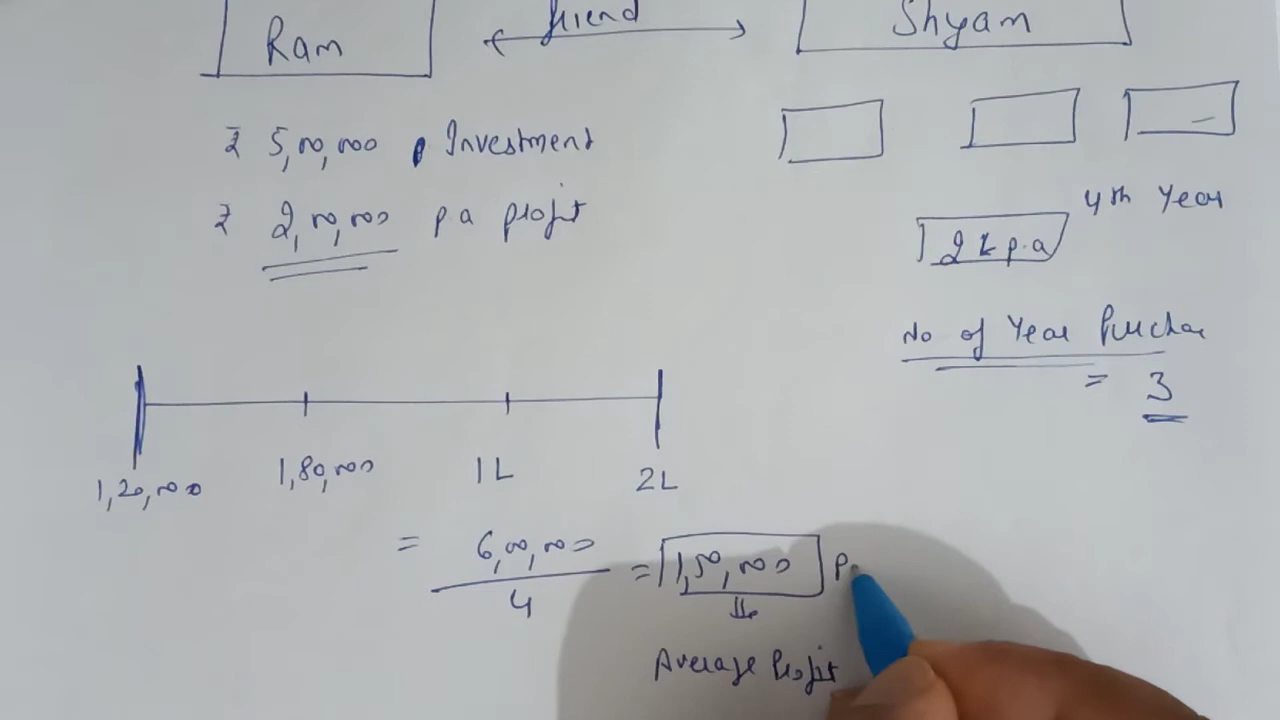 Ram friend Shyam
₹ 5,00,000 Investment
₹ 2,00,000 p a profit
4th Year
2L p.a
No of Year Purchase
= 3
1,20,000 1,80,000 1L 2L
= 6,00,000 / 4 = 1,50,000 P.
Average Profit